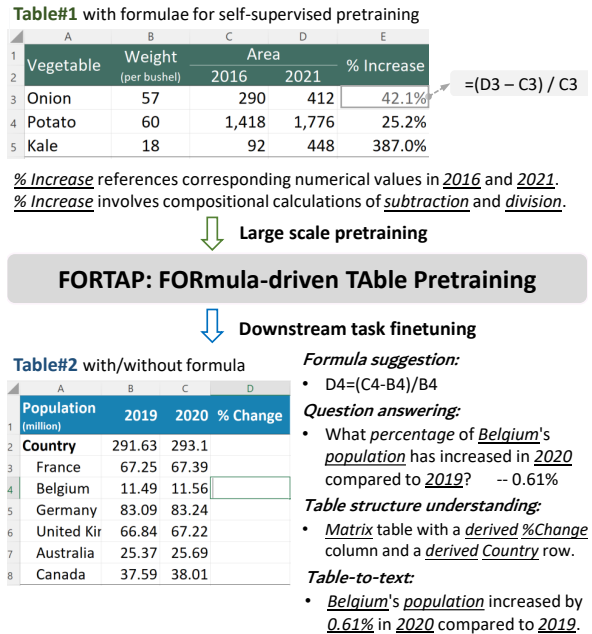 Table#1 with formulae for self-supervised pretraining
A B C D E
1 Vegetable Weight Area % Increase
2 (per bushel) 2016 2021
3 Onion 57 290 412 42.1%
=(D3 – C3) / C3
4 Potato 60 1,418 1,776 25.2%
5 Kale 18 92 448 387.0%
% Increase references corresponding numerical values in 2016 and 2021.
% Increase involves compositional calculations of subtraction and division.
Large scale pretraining
FORTAP: FORmula-driven TAble Pretraining
Downstream task finetuning
Table#2 with/without formula
A B C D
1 Population 2019 2020 % Change
(million)
2 Country 291.63 293.1
3 France 67.25 67.39
4 Belgium 11.49 11.56
5 Germany 83.09 83.24
6 United Kin 66.84 67.22
7 Australia 25.37 25.69
8 Canada 37.59 38.01
Formula suggestion:
• D4=(C4-B4)/B4
Question answering:
• What percentage of Belgium's
population has increased in 2020
compared to 2019? -- 0.61%
Table structure understanding:
• Matrix table with a derived %Change
column and a derived Country row.
Table-to-text:
• Belgium's population increased by
0.61% in 2020 compared to 2019.